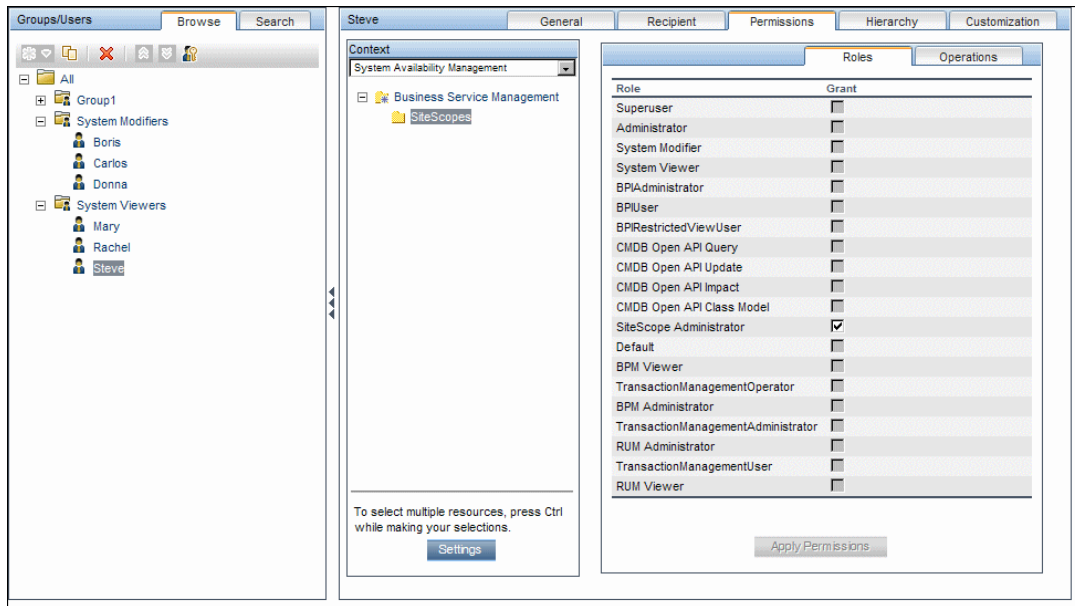 Groups/Users Browse Search
All
Group1
System Modifiers
Boris
Carlos
Donna
System Viewers
Mary
Rachel
Steve
Steve General Recipient Permissions Hierarchy Customization
Context
System Availability Management
Business Service Management
SiteScopes
To select multiple resources, press Ctrl
while making your selections.
Settings
Roles Operations
Role Grant
Superuser
Administrator
System Modifier
System Viewer
BPIAdministrator
BPIUser
BPIRestrictedViewUser
CMDB Open API Query
CMDB Open API Update
CMDB Open API Impact
CMDB Open API Class Model
SiteScope Administrator
Default
BPM Viewer
TransactionManagementOperator
BPM Administrator
TransactionManagementAdministrator
RUM Administrator
TransactionManagementUser
RUM Viewer
Apply Permissions